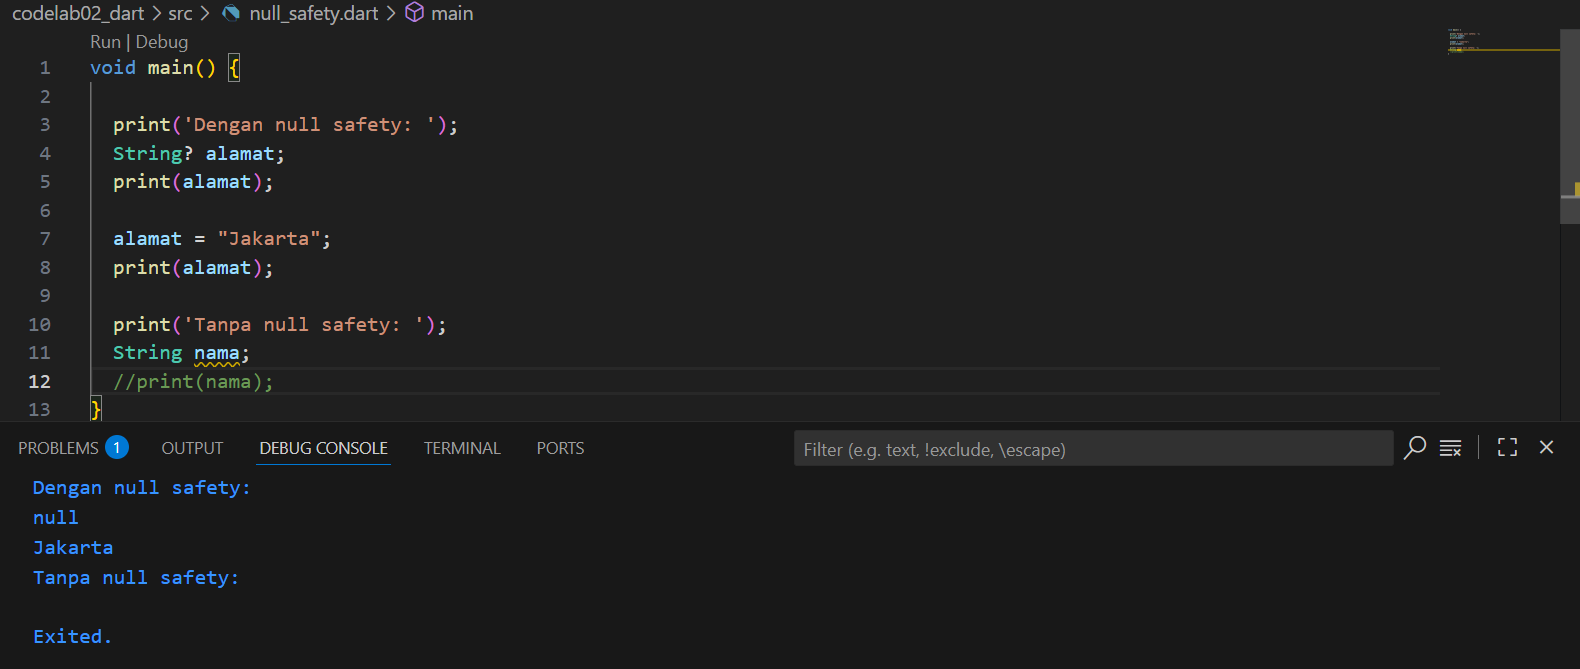 codelab02_dart > src > null_safety.dart > main
Run | Debug
1 void main() {
2
3 print('Dengan null safety: ');
4 String? alamat;
5 print(alamat);
6
7 alamat = "Jakarta";
8 print(alamat);
9
10 print('Tanpa null safety: ');
11 String nama;
12 //print(nama);
13 }
PROBLEMS 1 OUTPUT DEBUG CONSOLE TERMINAL PORTS Filter (e.g. text, !exclude, \escape)
Dengan null safety:
null
Jakarta
Tanpa null safety:
Exited.